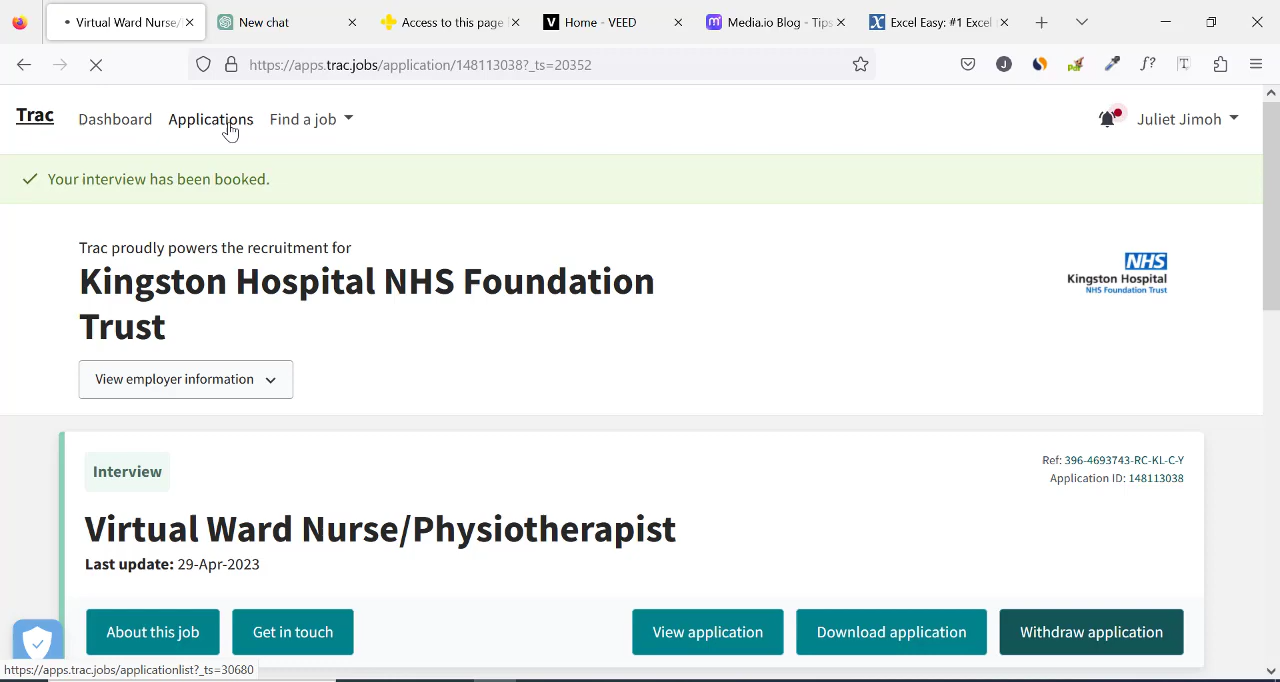 Virtual Ward Nurse/
New chat
Access to this page
Home - VEED
Media.io Blog - Tips
Excel Easy: #1 Excel
https://apps.trac.jobs/application/148113038?_ts=20352
Trac
Dashboard
Applications
Find a job
Juliet Jimoh
Your interview has been booked.
Trac proudly powers the recruitment for
Kingston Hospital NHS Foundation
Trust
NHS
Kingston Hospital
NHS Foundation Trust
View employer information
Interview
Ref: 396-4693743-RC-KL-C-Y
Application ID: 148113038
Virtual Ward Nurse/Physiotherapist
Last update: 29-Apr-2023
About this job
Get in touch
View application
Download application
Withdraw application
https://apps.trac.jobs/applicationlist?_ts=30680